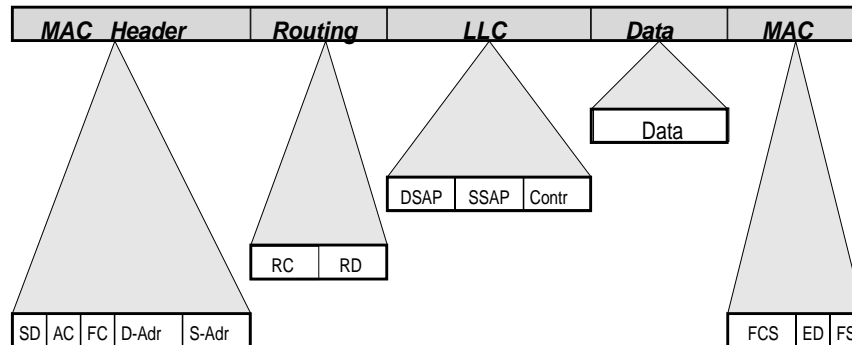 MAC Header Routing LLC Data MAC
Data
DSAP SSAP Contr
RC RD
SD AC FC D-Adr S-Adr FCS ED FS